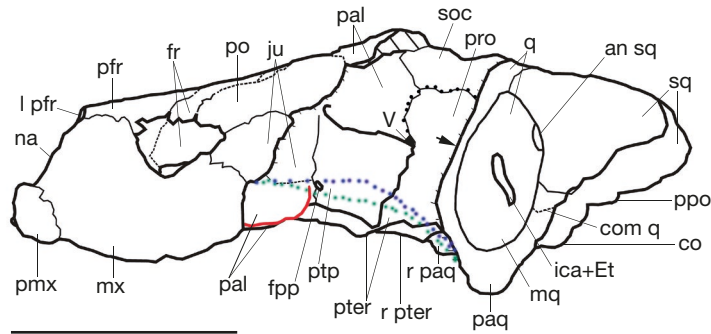 pal
soc
po
ju
pro
q
an sq
fr
pfr
sq
l pfr
V
na
ppo
com q
co
ica+Et
pmx
mx
pal
fpp
ptp
r paq
mq
pter
r pter
paq